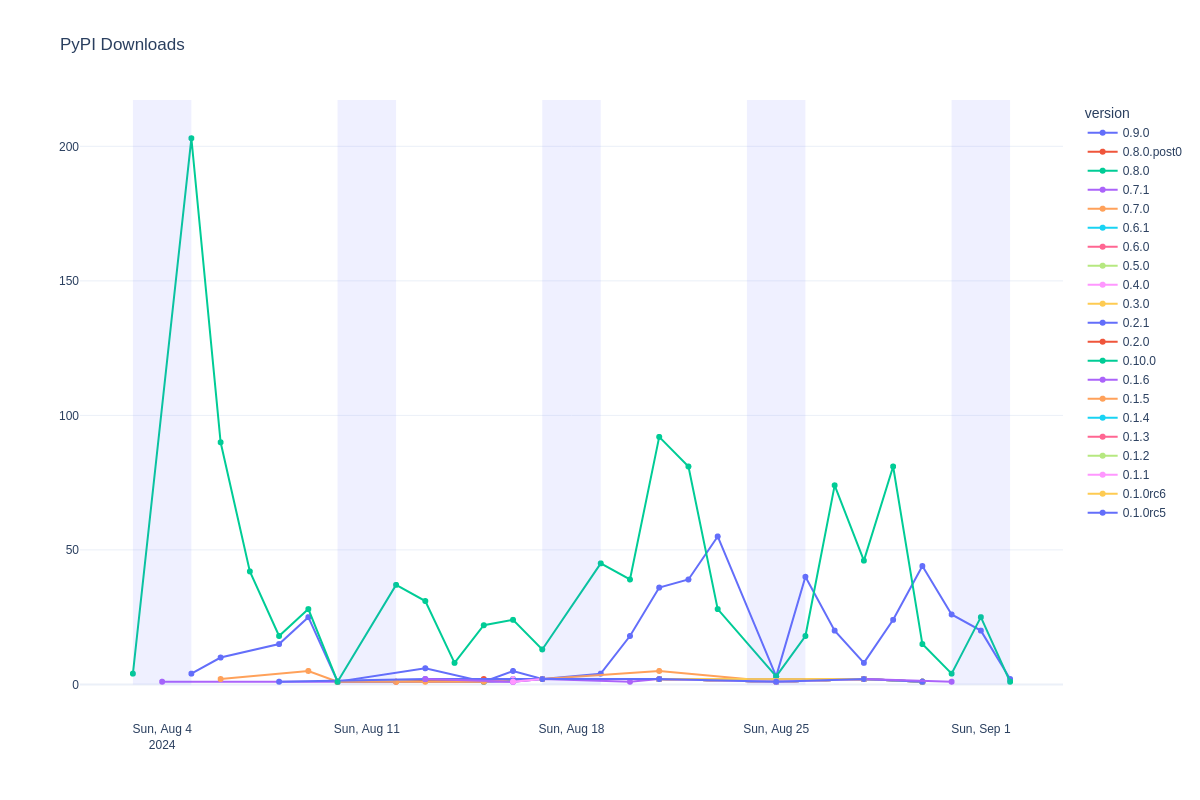 PyPI Downloads
version
0.9.0
0.8.0.post0
0.8.0
0.7.1
0.7.0
0.6.1
0.6.0
0.5.0
0.4.0
0.3.0
0.2.1
0.2.0
0.10.0
0.1.6
0.1.5
0.1.4
0.1.3
0.1.2
0.1.1
0.1.0rc6
0.1.0rc5
200
150
100
50
0
Sun, Aug 4
2024
Sun, Aug 11
Sun, Aug 18
Sun, Aug 25
Sun, Sep 1